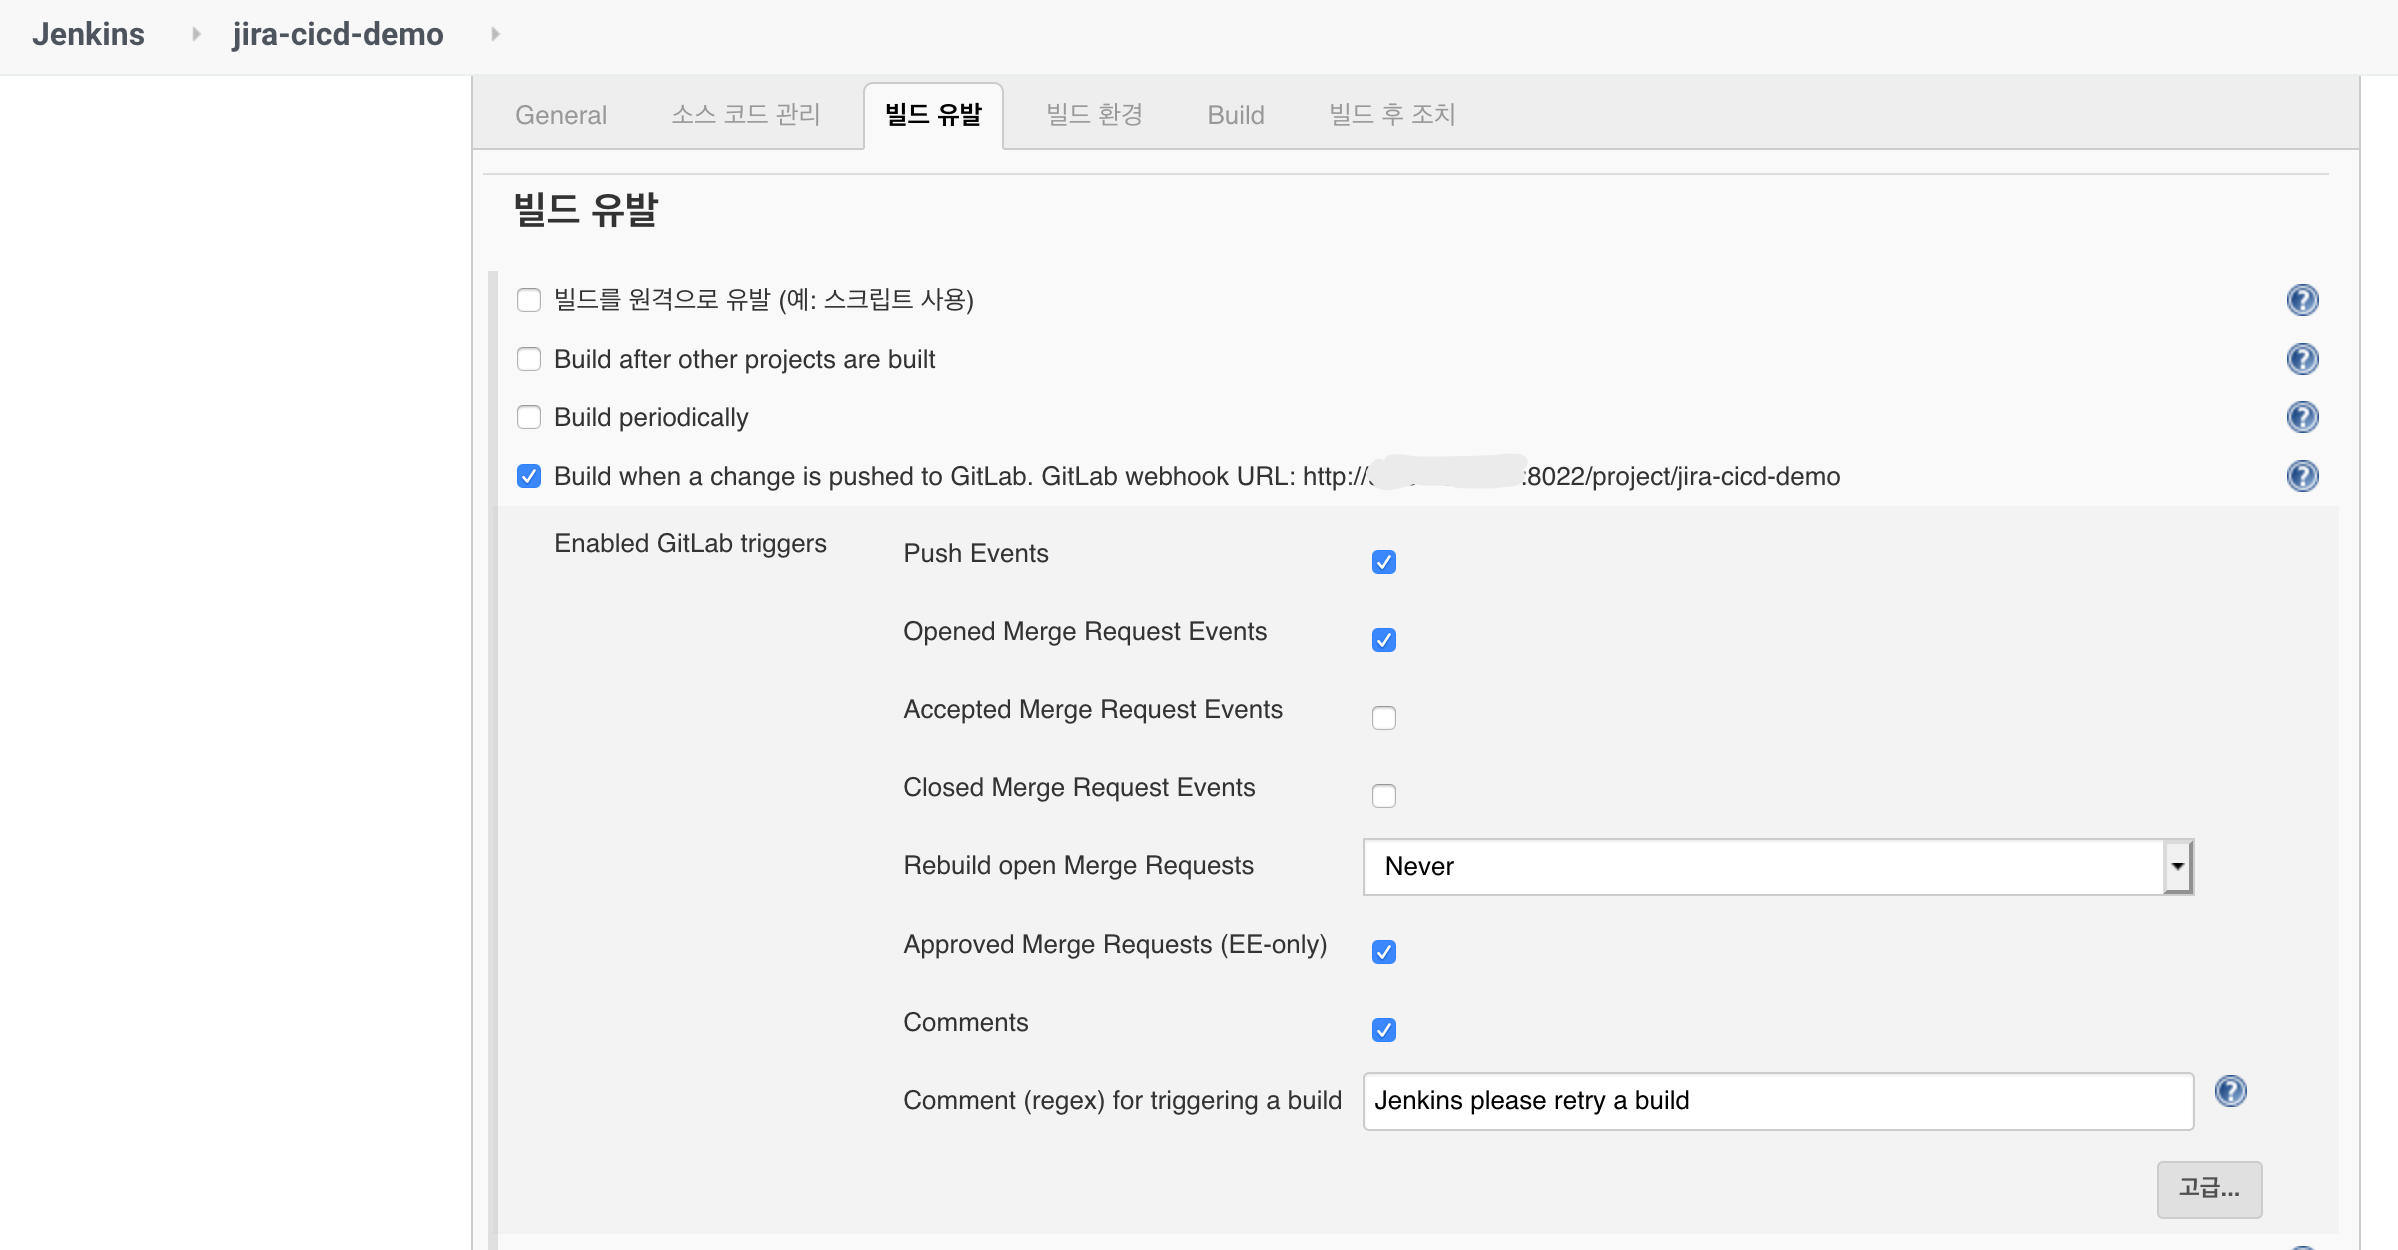 Jenkins jira-cicd-demo
General 소스 코드 관리 빌드 유발 빌드 환경 Build 빌드 후 조치
빌드 유발
빌드를 원격으로 유발 (예: 스크립트 사용)
Build after other projects are built
Build periodically
Build when a change is pushed to GitLab. GitLab webhook URL: http:// :8022/project/jira-cicd-demo
Enabled GitLab triggers
Push Events
Opened Merge Request Events
Accepted Merge Request Events
Closed Merge Request Events
Rebuild open Merge Requests Never
Approved Merge Requests (EE-only)
Comments
Comment (regex) for triggering a build Jenkins please retry a build
고급...